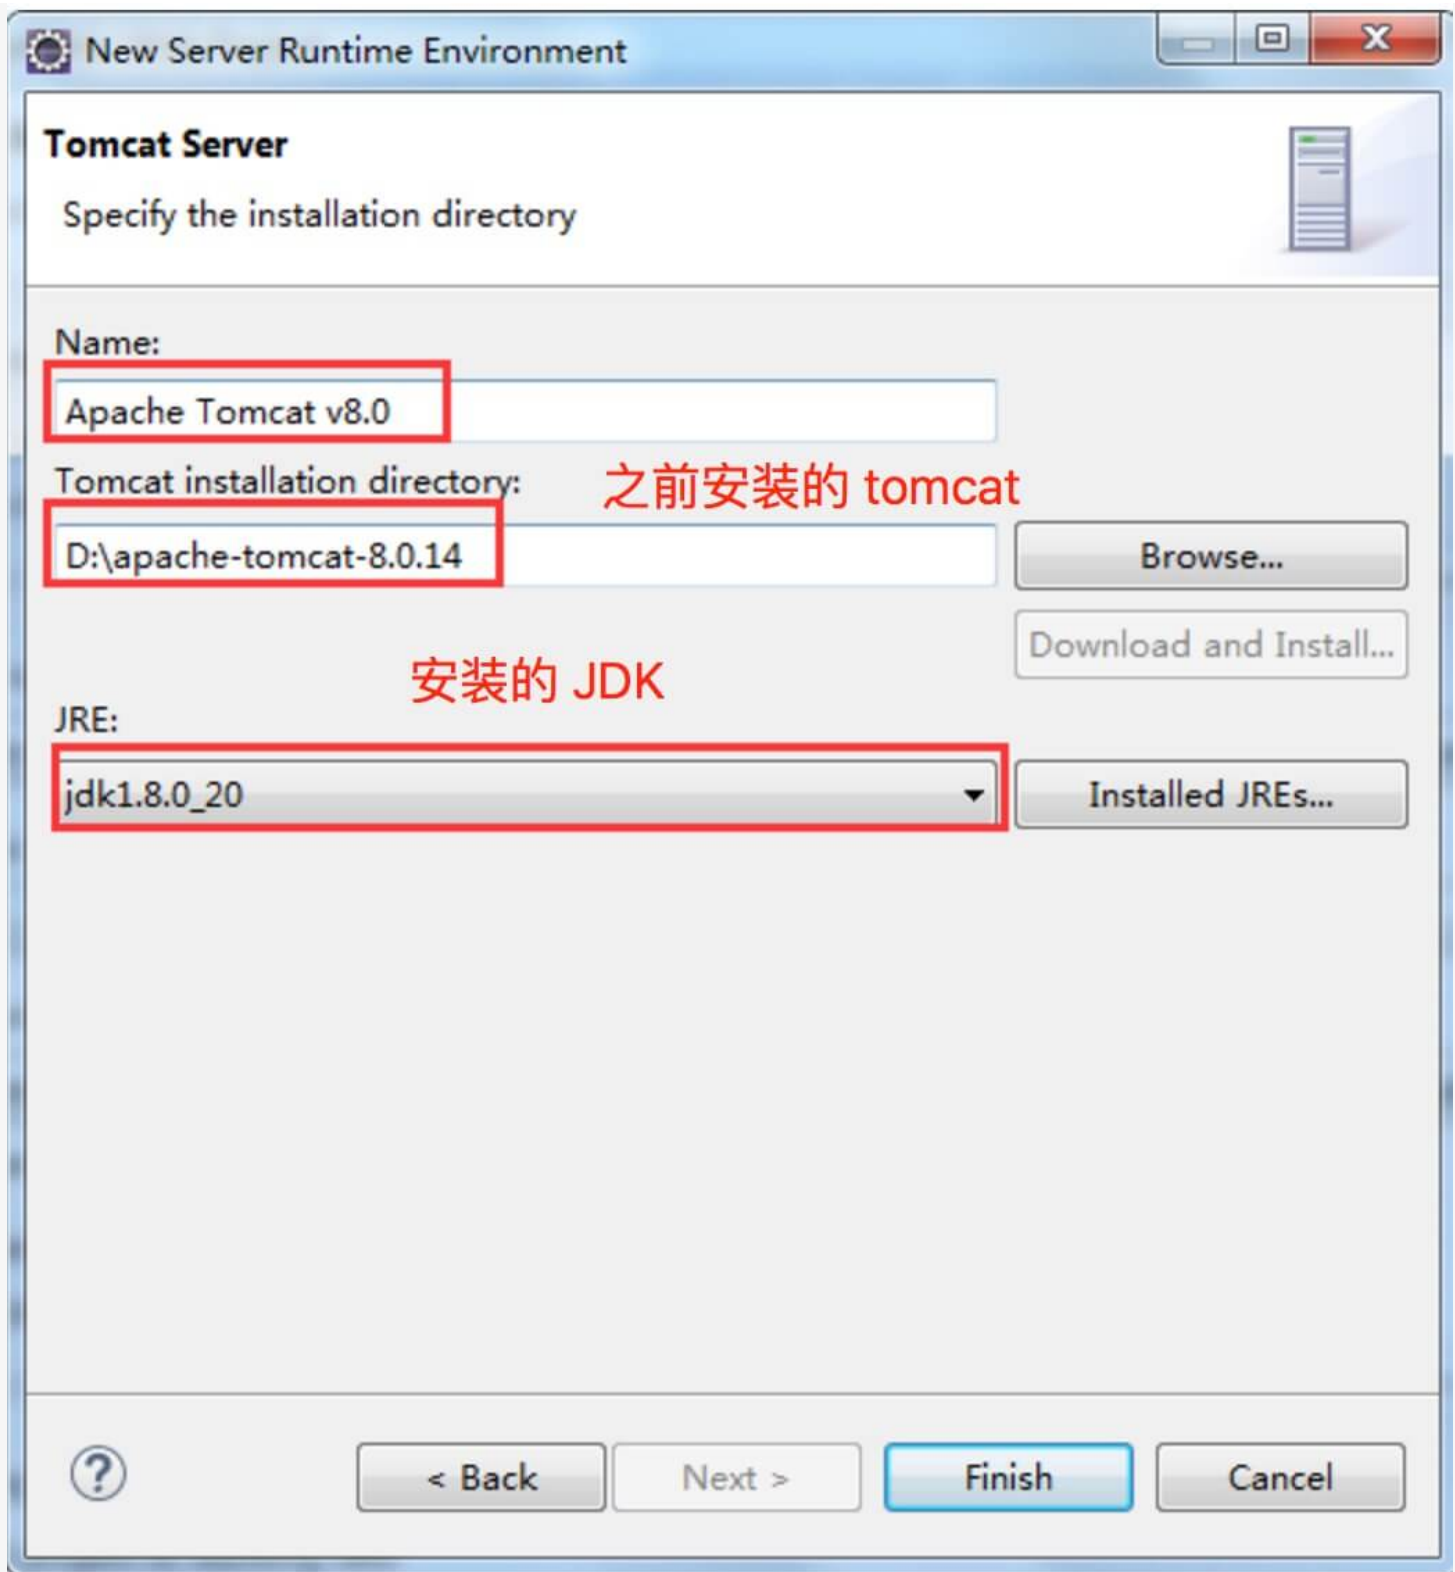 New Server Runtime Environment
Tomcat Server
Specify the installation directory
Name:
Apache Tomcat v8.0
Tomcat installation directory:
之前安装的 tomcat
D:\apache-tomcat-8.0.14
Browse...
Download and Install...
安装的 JDK
JRE:
jdk1.8.0_20
Installed JREs...
?
< Back
Next >
Finish
Cancel